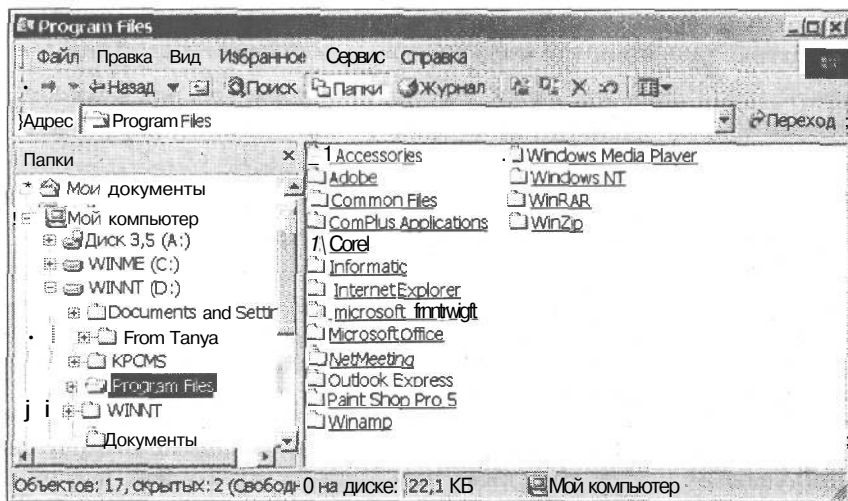 Program Files
Файл Правка Вид Избранное Сервис Справка
Назад Поиск Папки Журнал
Адрес Program Files Переход
Папки
Мои документы
Мой компьютер
Диск 3,5 (A:)
WINME (C:)
WINNT (D:)
Documents and Settir
From Tanya
KPCMS
Program Files
WINNT
Документы
Accessories
Adobe
Common Files
ComPlus Applications
Corel
Informatic
Internet Explorer
microsoft frnntrwigft
Microsoft Office
NetMeeting
Outlook Express
Paint Shop Pro 5
Winamp
Windows Media Player
Windows NT
WinRAR
WinZip
Объектов: 17, скрытых: 2 (Свободн 0 на диске: 22,1 КБ Мой компьютер